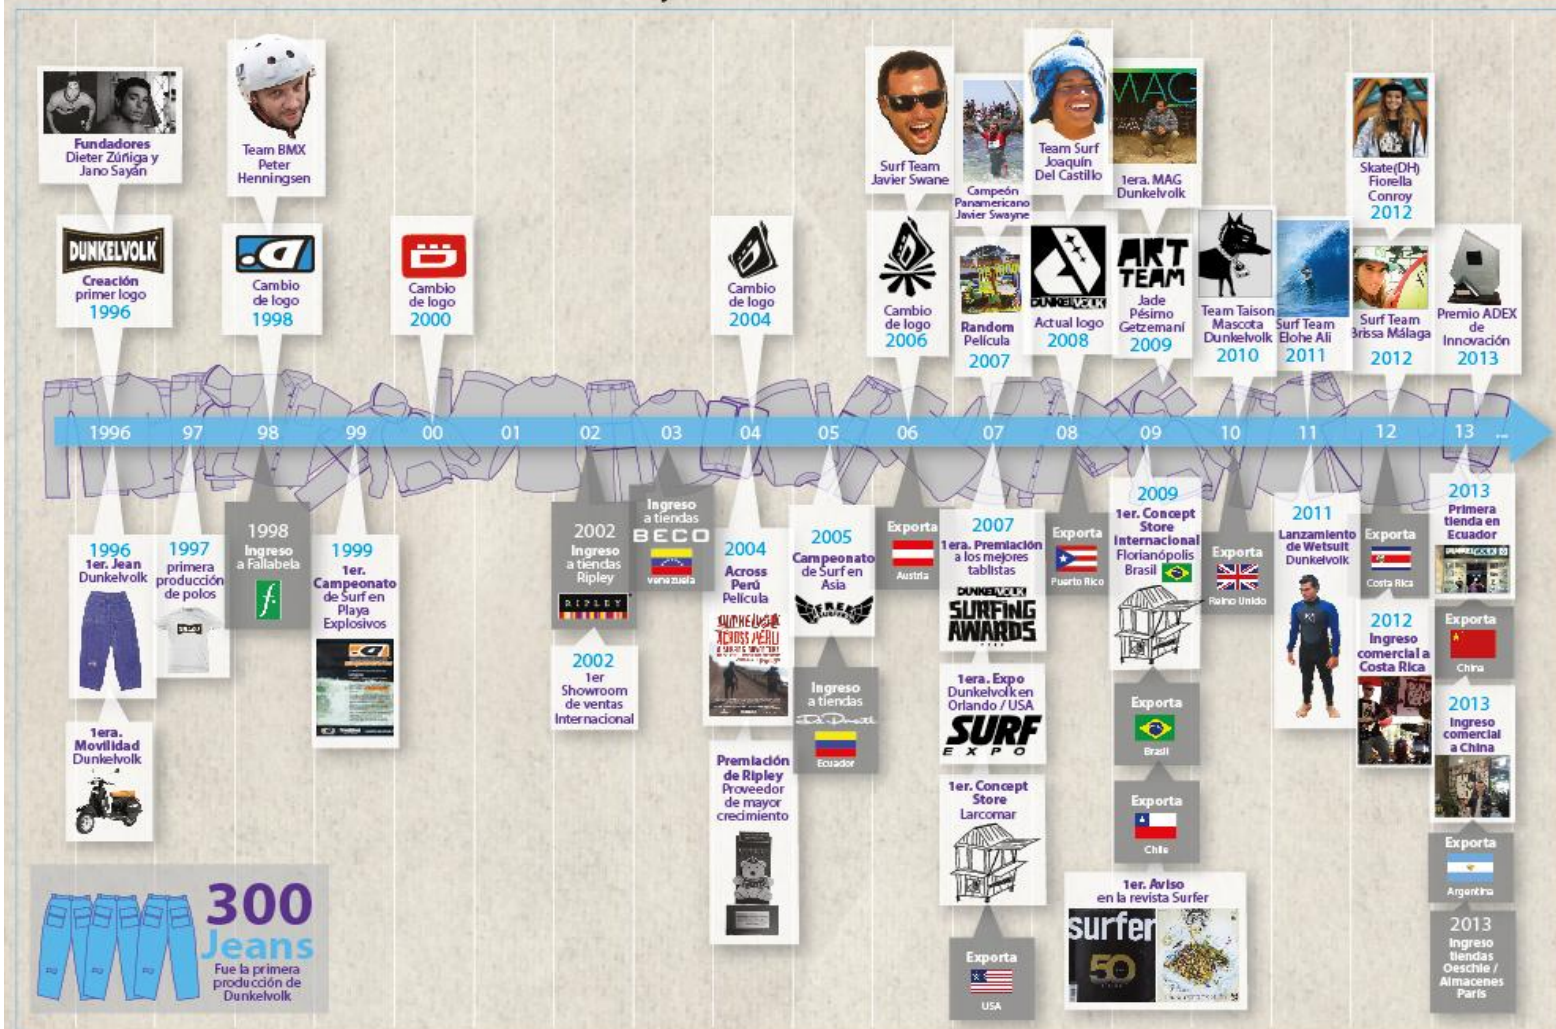 Fundadores
Dieter Zúñiga y
Jano Sayán
DUNKELVOLK
Creación
primer logo
1996
Team BMX
Peter
Henningsen
Cambio
de logo
1998
Cambio
de logo
2000
Cambio
de logo
2004
Surf Team
Javier Swane
Cambio
de logo
2006
Campeón
Panamericano
Javier Swayne
Random
Película
2007
Team Surf
Joaquín
Del Castillo
DUNKELVOLK
Actual logo
2008
MAG
1era. MAG
Dunkelvolk
ART
TEAM
Jade
Pésimo
Getzemaní
2009
Team Taison
Mascota
Dunkelvolk
2010
Surf Team
Elohe Ali
2011
Skate(DH)
Fiorella
Conroy
2012
Surf Team
Brissa Málaga
2012
Premio ADEX
de
Innovación
2013
1996 97 98 99 00 01 02 03 04 05 06 07 08 09 10 11 12 13 ...
1996
1er. Jean
Dunkelvolk
1era.
Movilidad
Dunkelvolk
1997
primera
producción
de polos
1998
Ingreso
a Fallabela
f.
1999
1er.
Campeonato
de Surf en
Playa
Explosivos
2002
Ingreso
a tiendas
Ripley
RIPLEY
2002
1er
Showroom
de ventas
Internacional
Ingreso
a tiendas
BECO
Venezuela
2004
Across
Perú
Película
DUNKELVOLK
ACROSS PERU
Premiación
de Ripley
Proveedor
de mayor
crecimiento
2005
Campeonato
de Surf en
Asia
FREE
Ingreso
a tiendas
Ecuador
Exporta
Austria
2007
1era. Premiación
a los mejores
tablistas
DUNKELVOLK
SURFING
AWARDS
1era. Expo
Dunkelvolk en
Orlando / USA
SURF
EXPO
1er. Concept
Store
Larcomar
Exporta
USA
Exporta
Puerto Rico
2009
1er. Concept
Store
Internacional
Florianópolis
Brasil
Exporta
Brasil
Exporta
Chile
1er. Aviso
en la revista Surfer
surfer
50
Exporta
Reino Unido
2011
Lanzamiento
de Wetsuit
Dunkelvolk
Exporta
Costa Rica
2012
Ingreso
comercial a
Costa Rica
2013
Primera
tienda en
Ecuador
Exporta
China
2013
Ingreso
comercial
a China
Exporta
Argentina
2013
Ingreso
tiendas
Oeschle /
Almacenes
Paris
300
Jeans
Fue la primera
producción de
Dunkelvolk